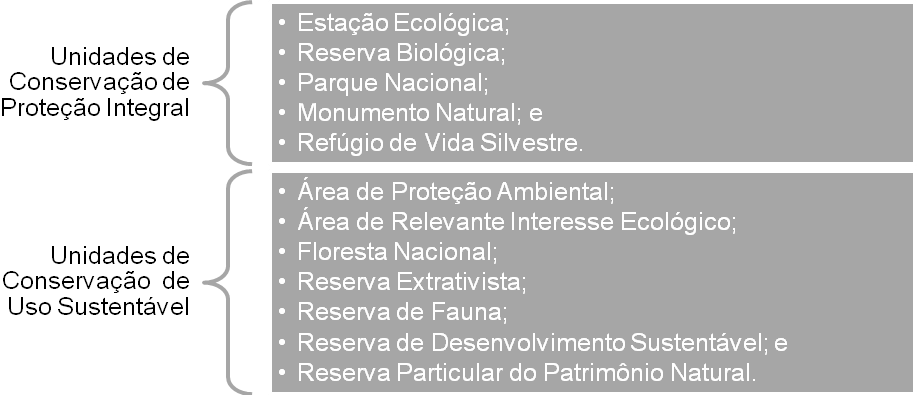 Unidades de
Conservação de
Proteção Integral
• Estação Ecológica;
• Reserva Biológica;
• Parque Nacional;
• Monumento Natural; e
• Refúgio de Vida Silvestre.
Unidades de
Conservação de
Uso Sustentável
• Área de Proteção Ambiental;
• Área de Relevante Interesse Ecológico;
• Floresta Nacional;
• Reserva Extrativista;
• Reserva de Fauna;
• Reserva de Desenvolvimento Sustentável; e
• Reserva Particular do Patrimônio Natural.